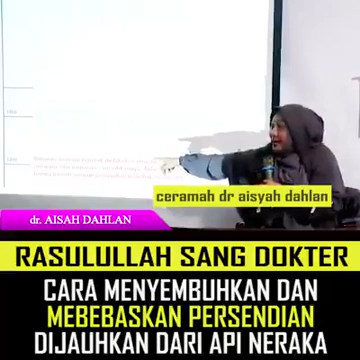 ceramah dr aisyah dahlan
dr. AISAH DAHLAN
RASULULLAH SANG DOKTER
CARA MENYEMBUHKAN DAN
MEBEBASKAN PERSENDIAN
DIJAUHKAN DARI API NERAKA